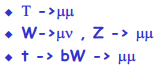 ◆ Τ -> μμ
◆ W->μν , Z -> μμ
◆ t -> bW -> μμ